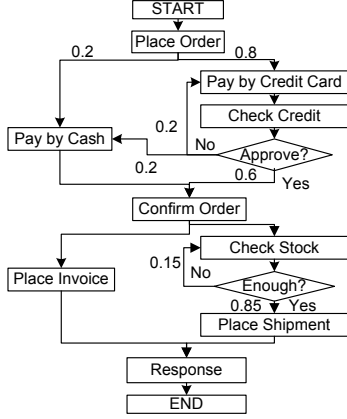 START
Place Order
0.2
0.8
Pay by Credit Card
Check Credit
0.2
Pay by Cash
No
Approve?
0.2
0.6
Yes
Confirm Order
Check Stock
0.15
Place Invoice
No
Enough?
0.85
Yes
Place Shipment
Response
END